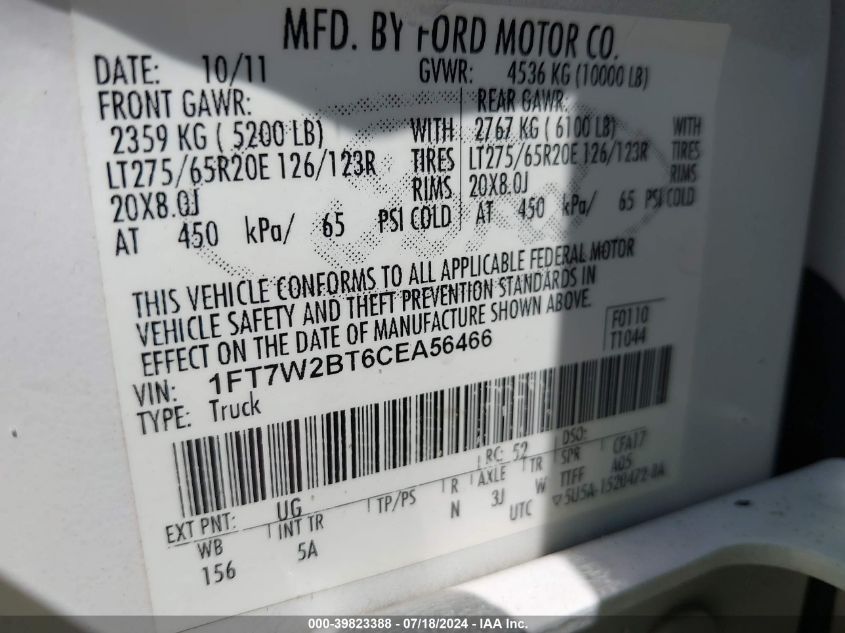 MFD. BY FORD MOTOR CO.
DATE: 10/11 GVWR: 4536 KG (10000 LB)
FRONT GAWR: REAR GAWR:
2359 KG ( 5200 LB) WITH 2767 KG ( 6100 LB) WITH
LT275/65R20E 126/123R TIRES LT275/65R20E 126/123R TIRES
20X8.0J RIMS 20X8.0J RIMS
AT 450 kPa/ 65 PSI COLD AT 450 kPa/ 65 PSI COLD
THIS VEHICLE CONFORMS TO ALL APPLICABLE FEDERAL MOTOR
VEHICLE SAFETY AND THEFT PREVENTION STANDARDS IN
EFFECT ON THE DATE OF MANUFACTURE SHOWN ABOVE.
F0110
T1044
VIN: 1FT7W2BT6CEA56466
TYPE: Truck
EXT PNT: UG RC: 52 DSO:
WB INT TR TP/PS R AXLE TR SPR CFA17
156 5A N 3J W TTFF A05
UTC ▽ 5U5A-1520472-BA
000-39823388 - 07/18/2024 - IAA Inc.